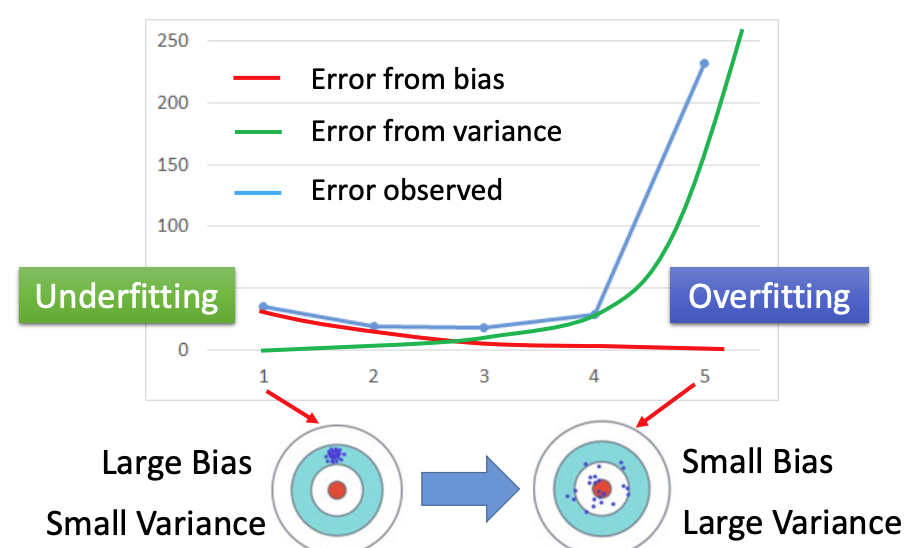 250
Error from bias
200
Error from variance
150
Error observed
100
Underfitting
Overfitting
0
1 2 3 4 5
Large Bias
Small Variance
Small Bias
Large Variance